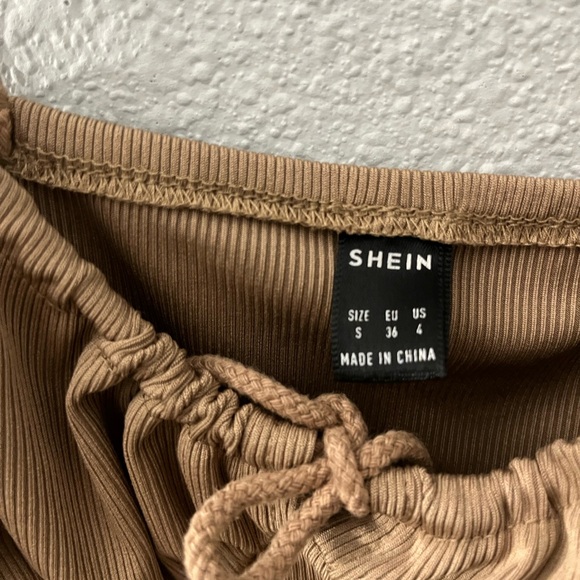 SHEIN
SIZE EU US
S 36 4
MADE IN CHINA